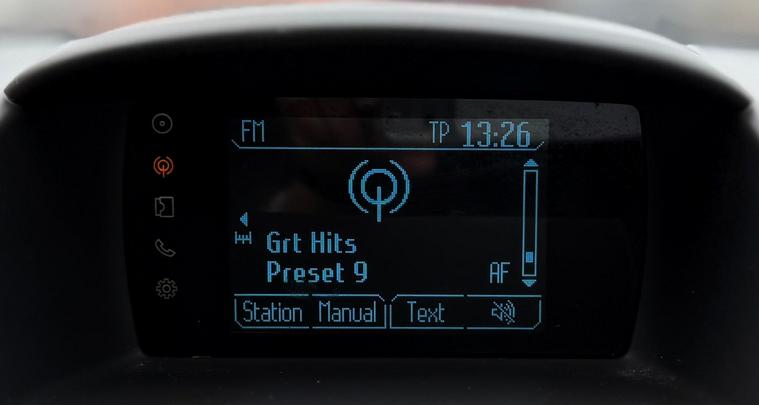 FM TP 13:26
Grt Hits
Preset 9
AF
Station Manual Text